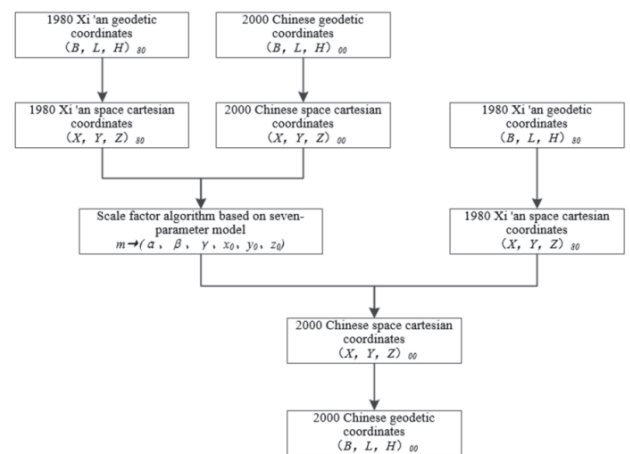 1980 Xi 'an geodetic
coordinates
(B, L, H) 80
2000 Chinese geodetic
coordinates
(B, L, H) 00
1980 Xi 'an space cartesian
coordinates
(X, Y, Z) 80
2000 Chinese space cartesian
coordinates
(X, Y, Z) 00
1980 Xi 'an geodetic
coordinates
(B, L, H) 80
Scale factor algorithm based on seven-
parameter model
m→(α、β、γ、x0、y0、z0)
1980 Xi 'an space cartesian
coordinates
(X, Y, Z) 80
2000 Chinese space cartesian
coordinates
(X, Y, Z) 00
2000 Chinese geodetic
coordinates
(B, L, H) 00